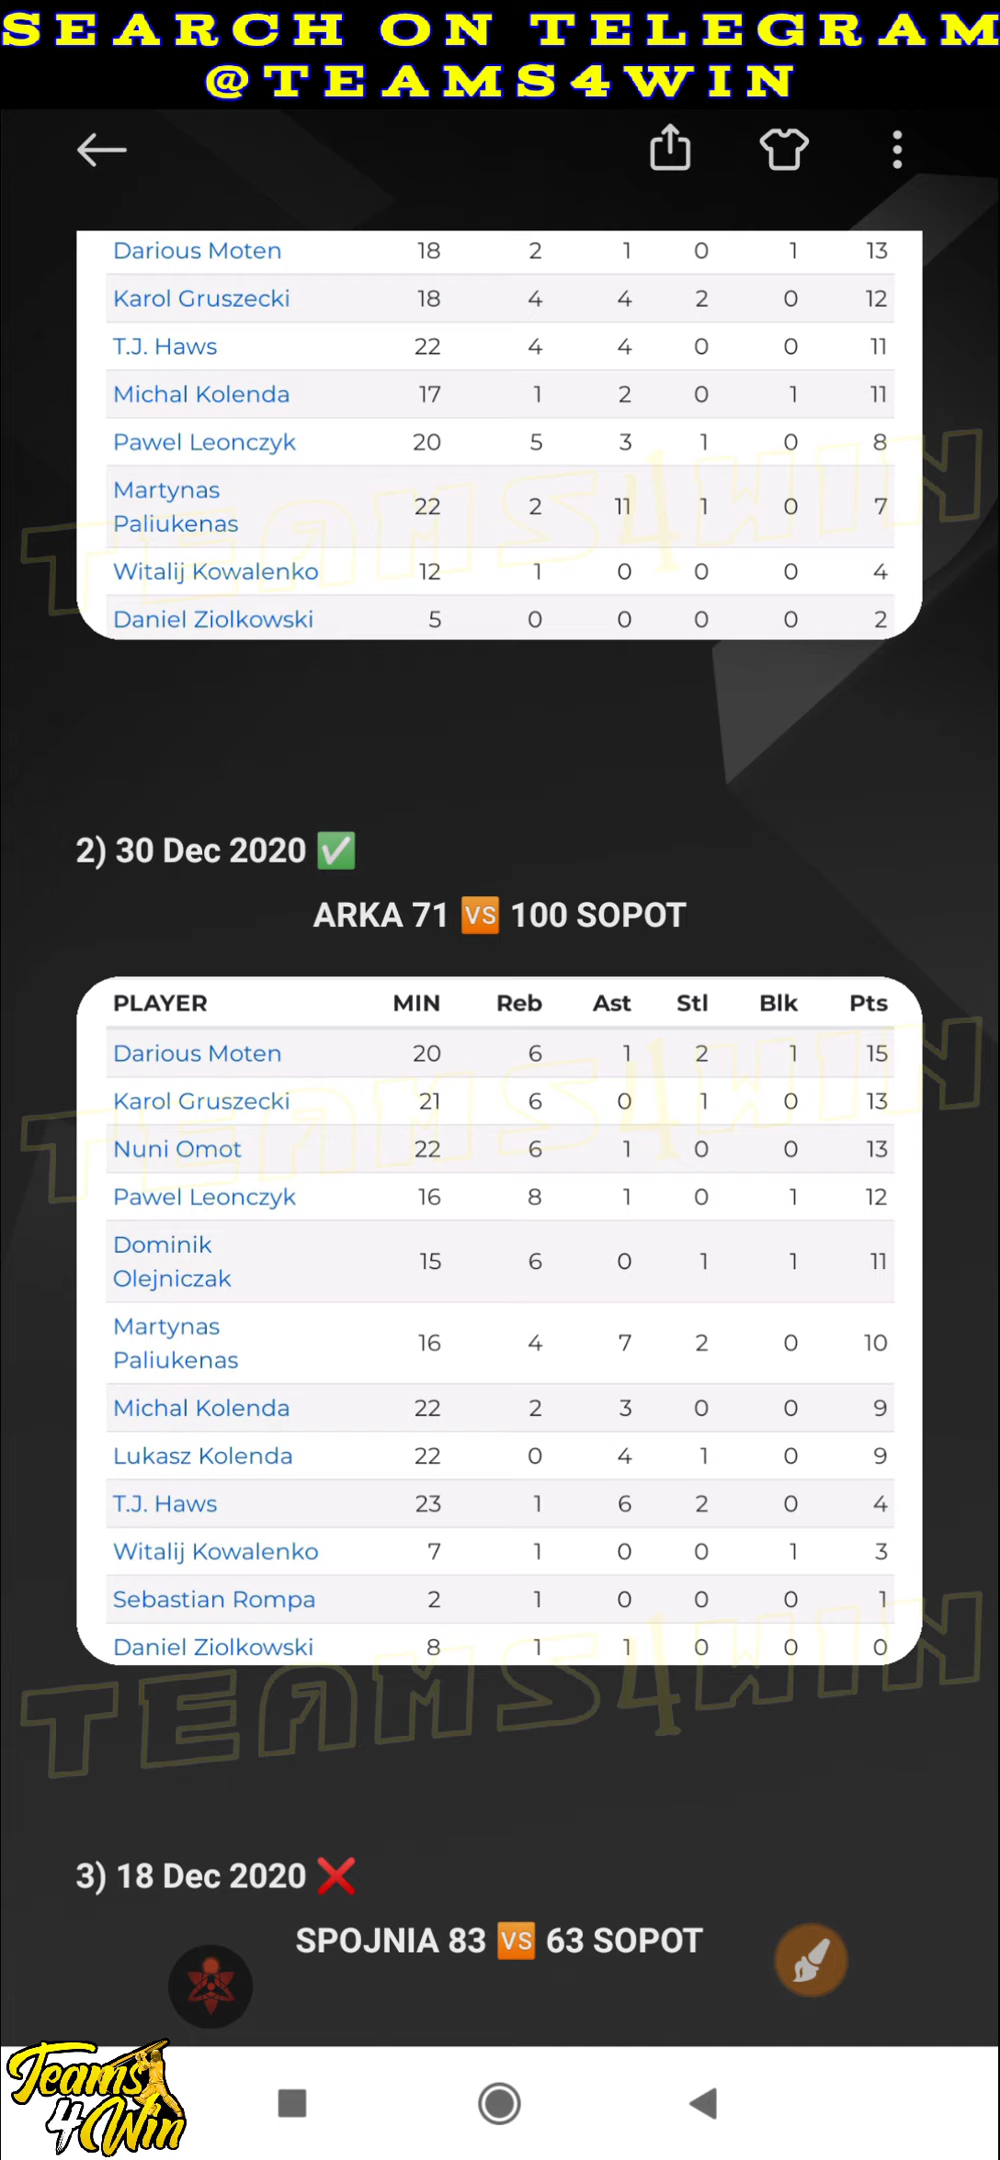 SEARCH ON TELEGRAM
@TEAMS4WIN
Darious Moten 18 2 1 0 1 13
Karol Gruszecki 18 4 4 2 0 12
T.J. Haws 22 4 4 0 0 11
Michal Kolenda 17 1 2 0 1 11
Pawel Leonczyk 20 5 3 1 0 8
Martynas
Paliukenas 22 2 11 1 0 7
Witalij Kowalenko 12 1 0 0 0 4
Daniel Ziolkowski 5 0 0 0 0 2
TEAMS4WIN
2) 30 Dec 2020 ✅
ARKA 71 🆚 100 SOPOT
PLAYER MIN Reb Ast Stl Blk Pts
Darious Moten 20 6 1 2 1 15
Karol Gruszecki 21 6 0 1 0 13
Nuni Omot 22 6 1 0 0 13
Pawel Leonczyk 16 8 1 0 1 12
Dominik
Olejniczak 15 6 0 1 1 11
Martynas
Paliukenas 16 4 7 2 0 10
Michal Kolenda 22 2 3 0 0 9
Lukasz Kolenda 22 0 4 1 0 9
T.J. Haws 23 1 6 2 0 4
Witalij Kowalenko 7 1 0 0 1 3
Sebastian Rompa 2 1 0 0 0 1
Daniel Ziolkowski 8 1 1 0 0 0
TEAMS4WIN
TEAMS4WIN
3) 18 Dec 2020 ❌
SPOJNIA 83 🆚 63 SOPOT
Teams
4Win